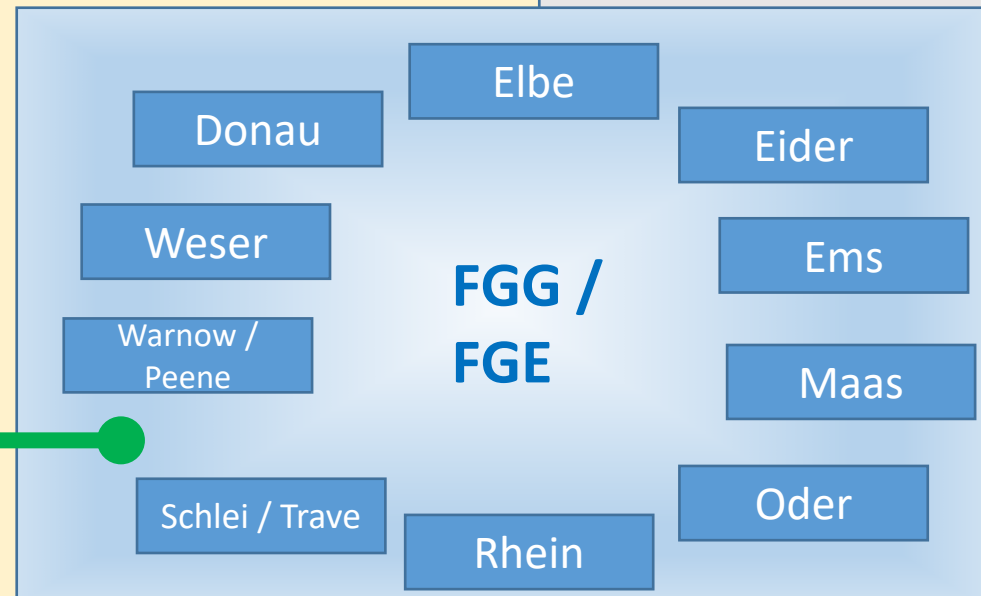 Elbe
Donau
Eider
Weser
Ems
FGG /
FGE
Warnow /
Peene
Maas
Schlei / Trave
Oder
Rhein